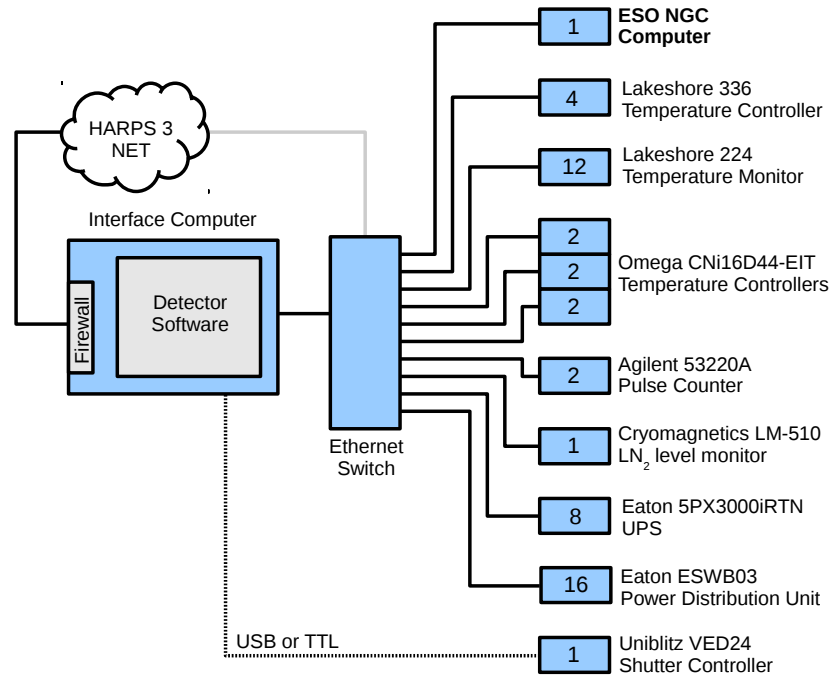 1
ESO NGC
Computer
4
Lakeshore 336
Temperature Controller
HARPS 3
NET
12
Lakeshore 224
Temperature Monitor
Interface Computer
2
2
2
Omega CNi16D44-EIT
Temperature Controllers
Firewall
Detector
Software
2
Agilent 53220A
Pulse Counter
Ethernet
Switch
1
Cryomagnetics LM-510
LN2 level monitor
8
Eaton 5PX3000iRTN
UPS
16
Eaton ESWB03
Power Distribution Unit
USB or TTL
1
Uniblitz VED24
Shutter Controller